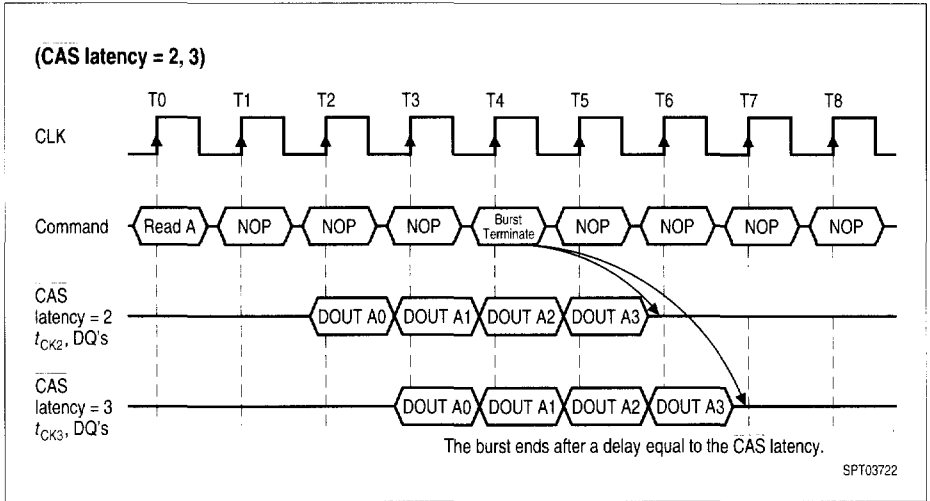 (CAS latency = 2, 3)
T0 T1 T2 T3 T4 T5 T6 T7 T8
CLK
Command Read A NOP NOP NOP Burst Terminate NOP NOP NOP NOP
CAS
latency = 2
tCK2, DQ's
DOUT A0 DOUT A1 DOUT A2 DOUT A3
CAS
latency = 3
tCK3, DQ's
DOUT A0 DOUT A1 DOUT A2 DOUT A3
The burst ends after a delay equal to the CAS latency.
SPT03722